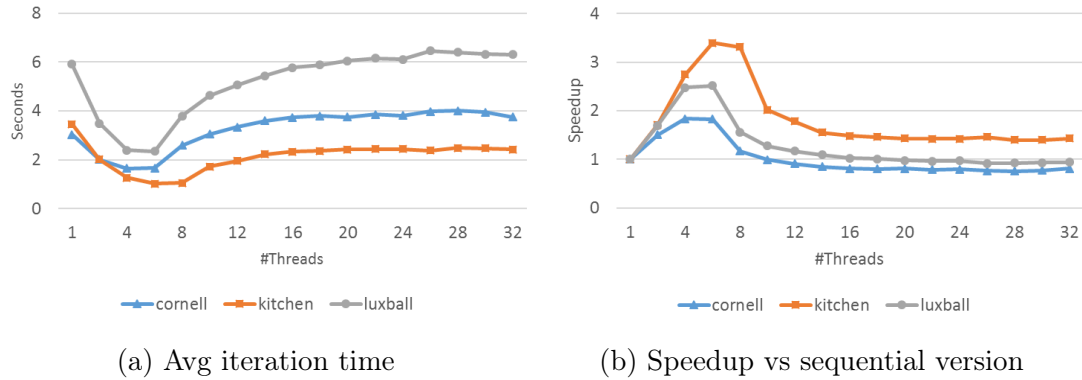 8
6
4
2
0
Seconds
1 4 8 12 16 20 24 28 32
#Threads
cornell kitchen luxball
(a) Avg iteration time
4
3
2
1
0
Speedup
1 4 8 12 16 20 24 28 32
#Threads
cornell kitchen luxball
(b) Speedup vs sequential version